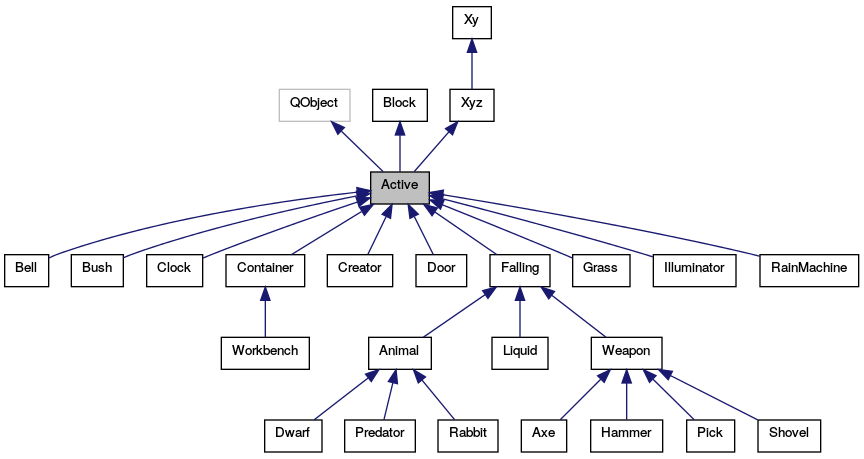 Xy
QObject
Block
Xyz
Active
Bell
Bush
Clock
Container
Creator
Door
Falling
Grass
Illuminator
RainMachine
Workbench
Animal
Liquid
Weapon
Dwarf
Predator
Rabbit
Axe
Hammer
Pick
Shovel